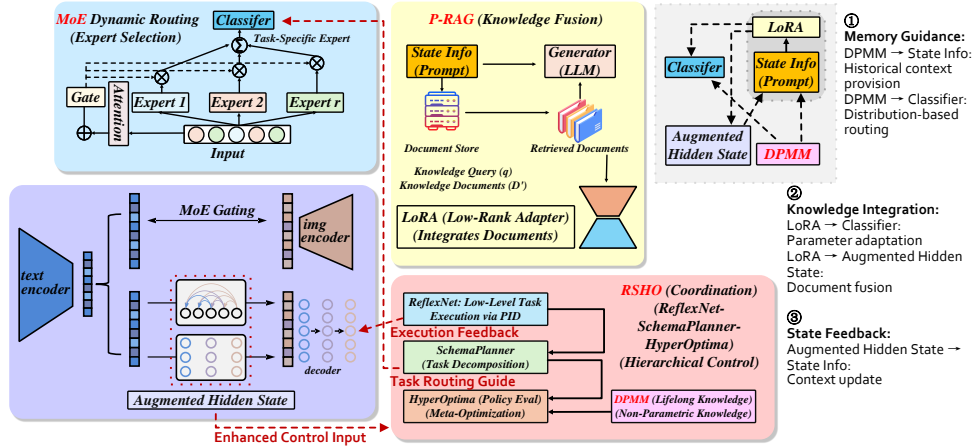 MoE Dynamic Routing
(Expert Selection)
Classifer
Task-Specific Expert
Σ
Gate
Attention
Expert 1
Expert 2
Expert r
Input
P-RAG (Knowledge Fusion)
State Info
(Prompt)
Generator
(LLM)
Document Store
Retrieved Documents
Knowledge Query (q)
Knowledge Documents (D')
LoRA (Low-Rank Adapter)
(Integrates Documents)
LoRA
Classifer
State Info
(Prompt)
Augmented
Hidden State
DPMM
①
Memory Guidance:
DPMM → State Info:
Historical context
provision
DPMM → Classifier:
Distribution-based
routing
②
Knowledge Integration:
LoRA → Classifier:
Parameter adaptation
LoRA → Augmented Hidden
State:
Document fusion
③
State Feedback:
Augmented Hidden State →
State Info:
Context update
text
encoder
MoE Gating
img
encoder
decoder
Augmented Hidden State
Enhanced Control Input
ReflexNet: Low-Level Task
Execution via PID
Execution Feedback
SchemaPlanner
(Task Decomposition)
Task Routing Guide
HyperOptima (Policy Eval)
(Meta-Optimization)
DPMM (Lifelong Knowledge)
(Non-Parametric Knowledge)
RSHO (Coordination)
(ReflexNet-
SchemaPlanner-
HyperOptima)
(Hierarchical Control)